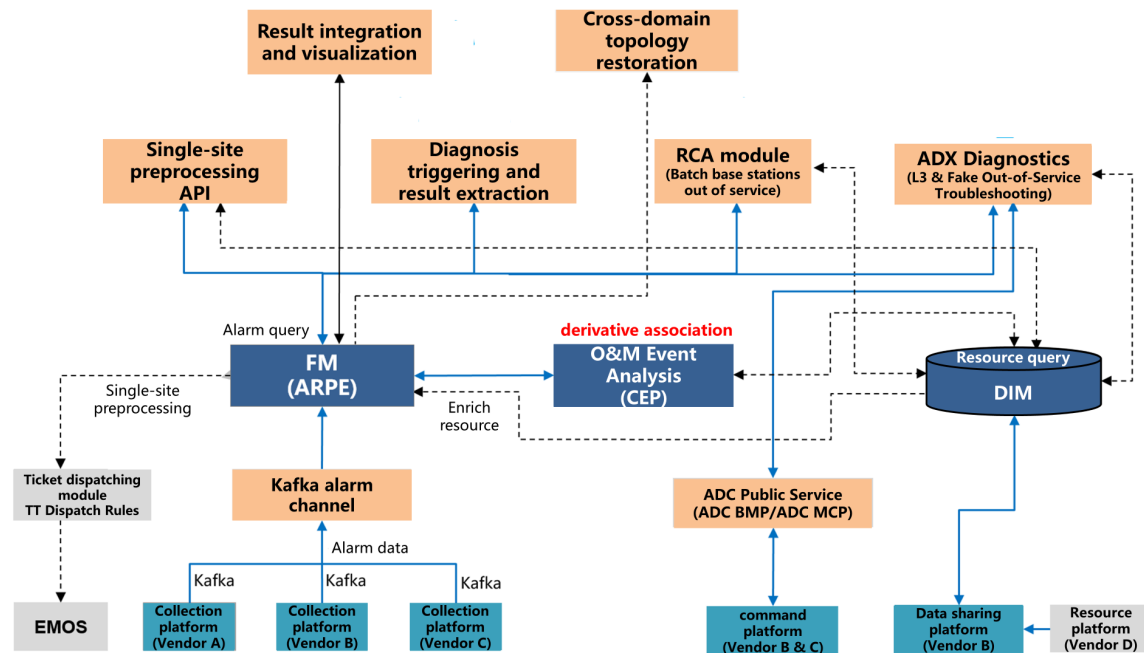 Result integration
and visualization
Cross-domain
topology
restoration
Single-site
preprocessing
API
Diagnosis
triggering and
result extraction
RCA module
(Batch base stations
out of service)
ADX Diagnostics
(L3 & Fake Out-of-Service
Troubleshooting)
Alarm query
derivative association
FM
(ARPE)
O&M Event
Analysis
(CEP)
Resource query
DIM
Single-site
preprocessing
Enrich
resource
Ticket dispatching
module
TT Dispatch Rules
Kafka alarm
channel
ADC Public Service
(ADC BMP/ADC MCP)
Alarm data
Kafka
Kafka
Kafka
EMOS
Collection
platform
(Vendor A)
Collection
platform
(Vendor B)
Collection
platform
(Vendor C)
command
platform
(Vendor B & C)
Data sharing
platform
(Vendor B)
Resource
platform
(Vendor D)